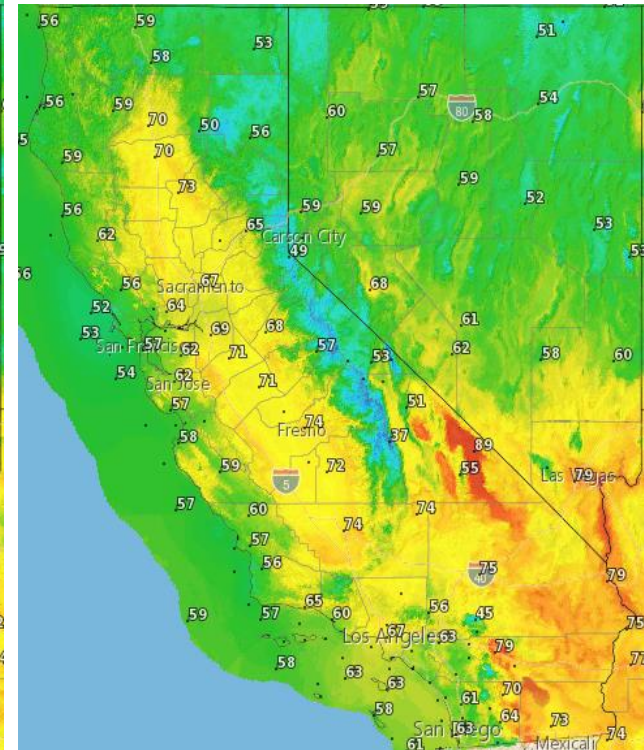 56 59 53 51
58
56 59 70 50 56 60 57 80 58 54
59 70 57
73 59
56 65 59 59 52
62 Carson City 53
49 53
56 Sacramento 67 68
52 64
53 San Francisc 57 62 69 68 61
71 57 53 62 58 60
54 San Jose 62 71
57 51
58 Fresno 74 37 89
59 5 72 55 Las Vegas 79
57 60 74
57 74
56 75 40 79
59 57 65 60 56 45 75
Los Angeles 67 63 79
58 63 77
63 61 70
58 64 73
San Diego 63 74
61 Mexicali